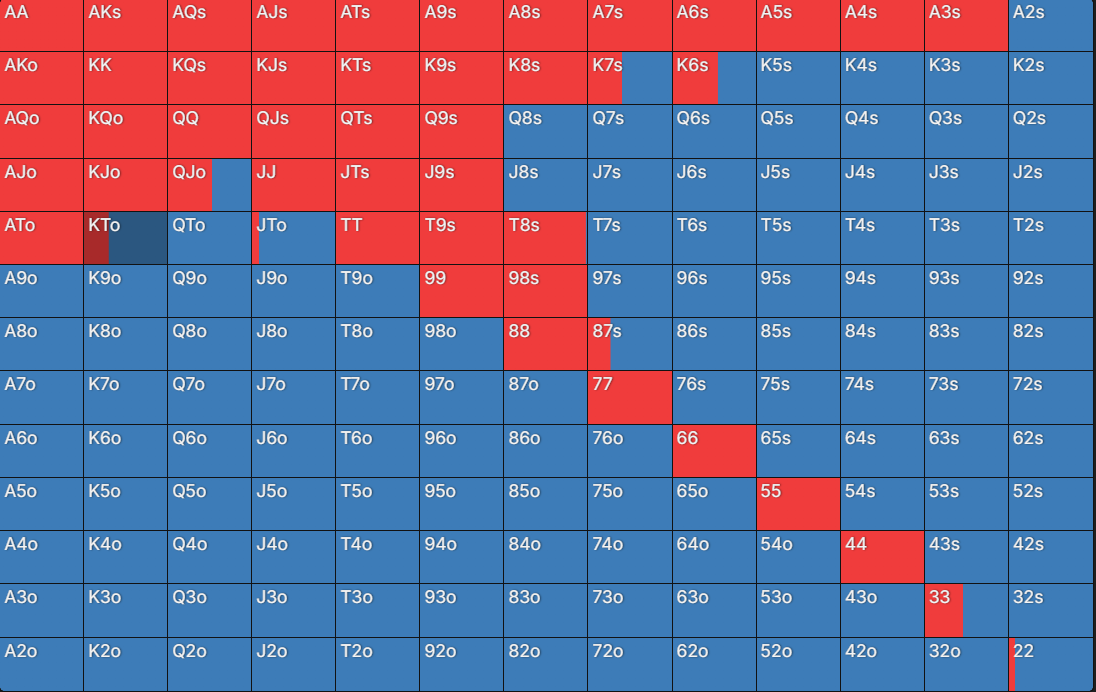 AA AKs AQs AJs ATs A9s A8s A7s A6s A5s A4s A3s A2s
AKo KK KQs KJs KTs K9s K8s K7s K6s K5s K4s K3s K2s
AQo KQo QQ QJs QTs Q9s Q8s Q7s Q6s Q5s Q4s Q3s Q2s
AJo KJo QJo JJ JTs J9s J8s J7s J6s J5s J4s J3s J2s
ATo KTo QTo JTo TT T9s T8s T7s T6s T5s T4s T3s T2s
A9o K9o Q9o J9o T9o 99 98s 97s 96s 95s 94s 93s 92s
A8o K8o Q8o J8o T8o 98o 88 87s 86s 85s 84s 83s 82s
A7o K7o Q7o J7o T7o 97o 87o 77 76s 75s 74s 73s 72s
A6o K6o Q6o J6o T6o 96o 86o 76o 66 65s 64s 63s 62s
A5o K5o Q5o J5o T5o 95o 85o 75o 65o 55 54s 53s 52s
A4o K4o Q4o J4o T4o 94o 84o 74o 64o 54o 44 43s 42s
A3o K3o Q3o J3o T3o 93o 83o 73o 63o 53o 43o 33 32s
A2o K2o Q2o J2o T2o 92o 82o 72o 62o 52o 42o 32o 22